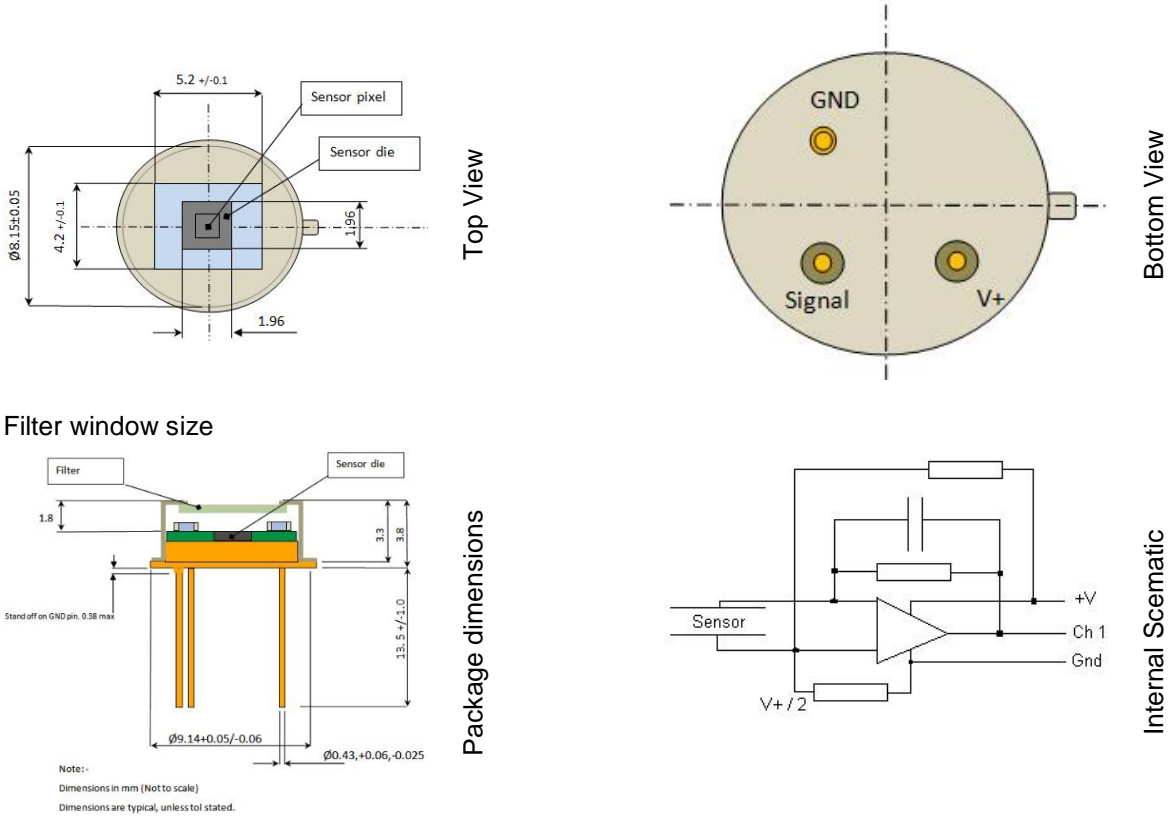 5.2 +/-0.1
Sensor pixel
Sensor die
Ø8.15±0.05
4.2 +/-0.1
1.96
1.96
Top View
GND
Signal
V+
Bottom View
Filter window size
Filter
Sensor die
1.8
3.3
3.8
Stand off on GND pin. 0.38 max
13.5 +/-1.0
Ø9.14+0.05/-0.06
Ø0.43,+0.06,-0.025
Note:-
Dimensions in mm (Not to scale)
Dimensions are typical, unless tol stated.
Package dimensions
Sensor
+V
Ch 1
Gnd
V+ / 2
Internal Scematic